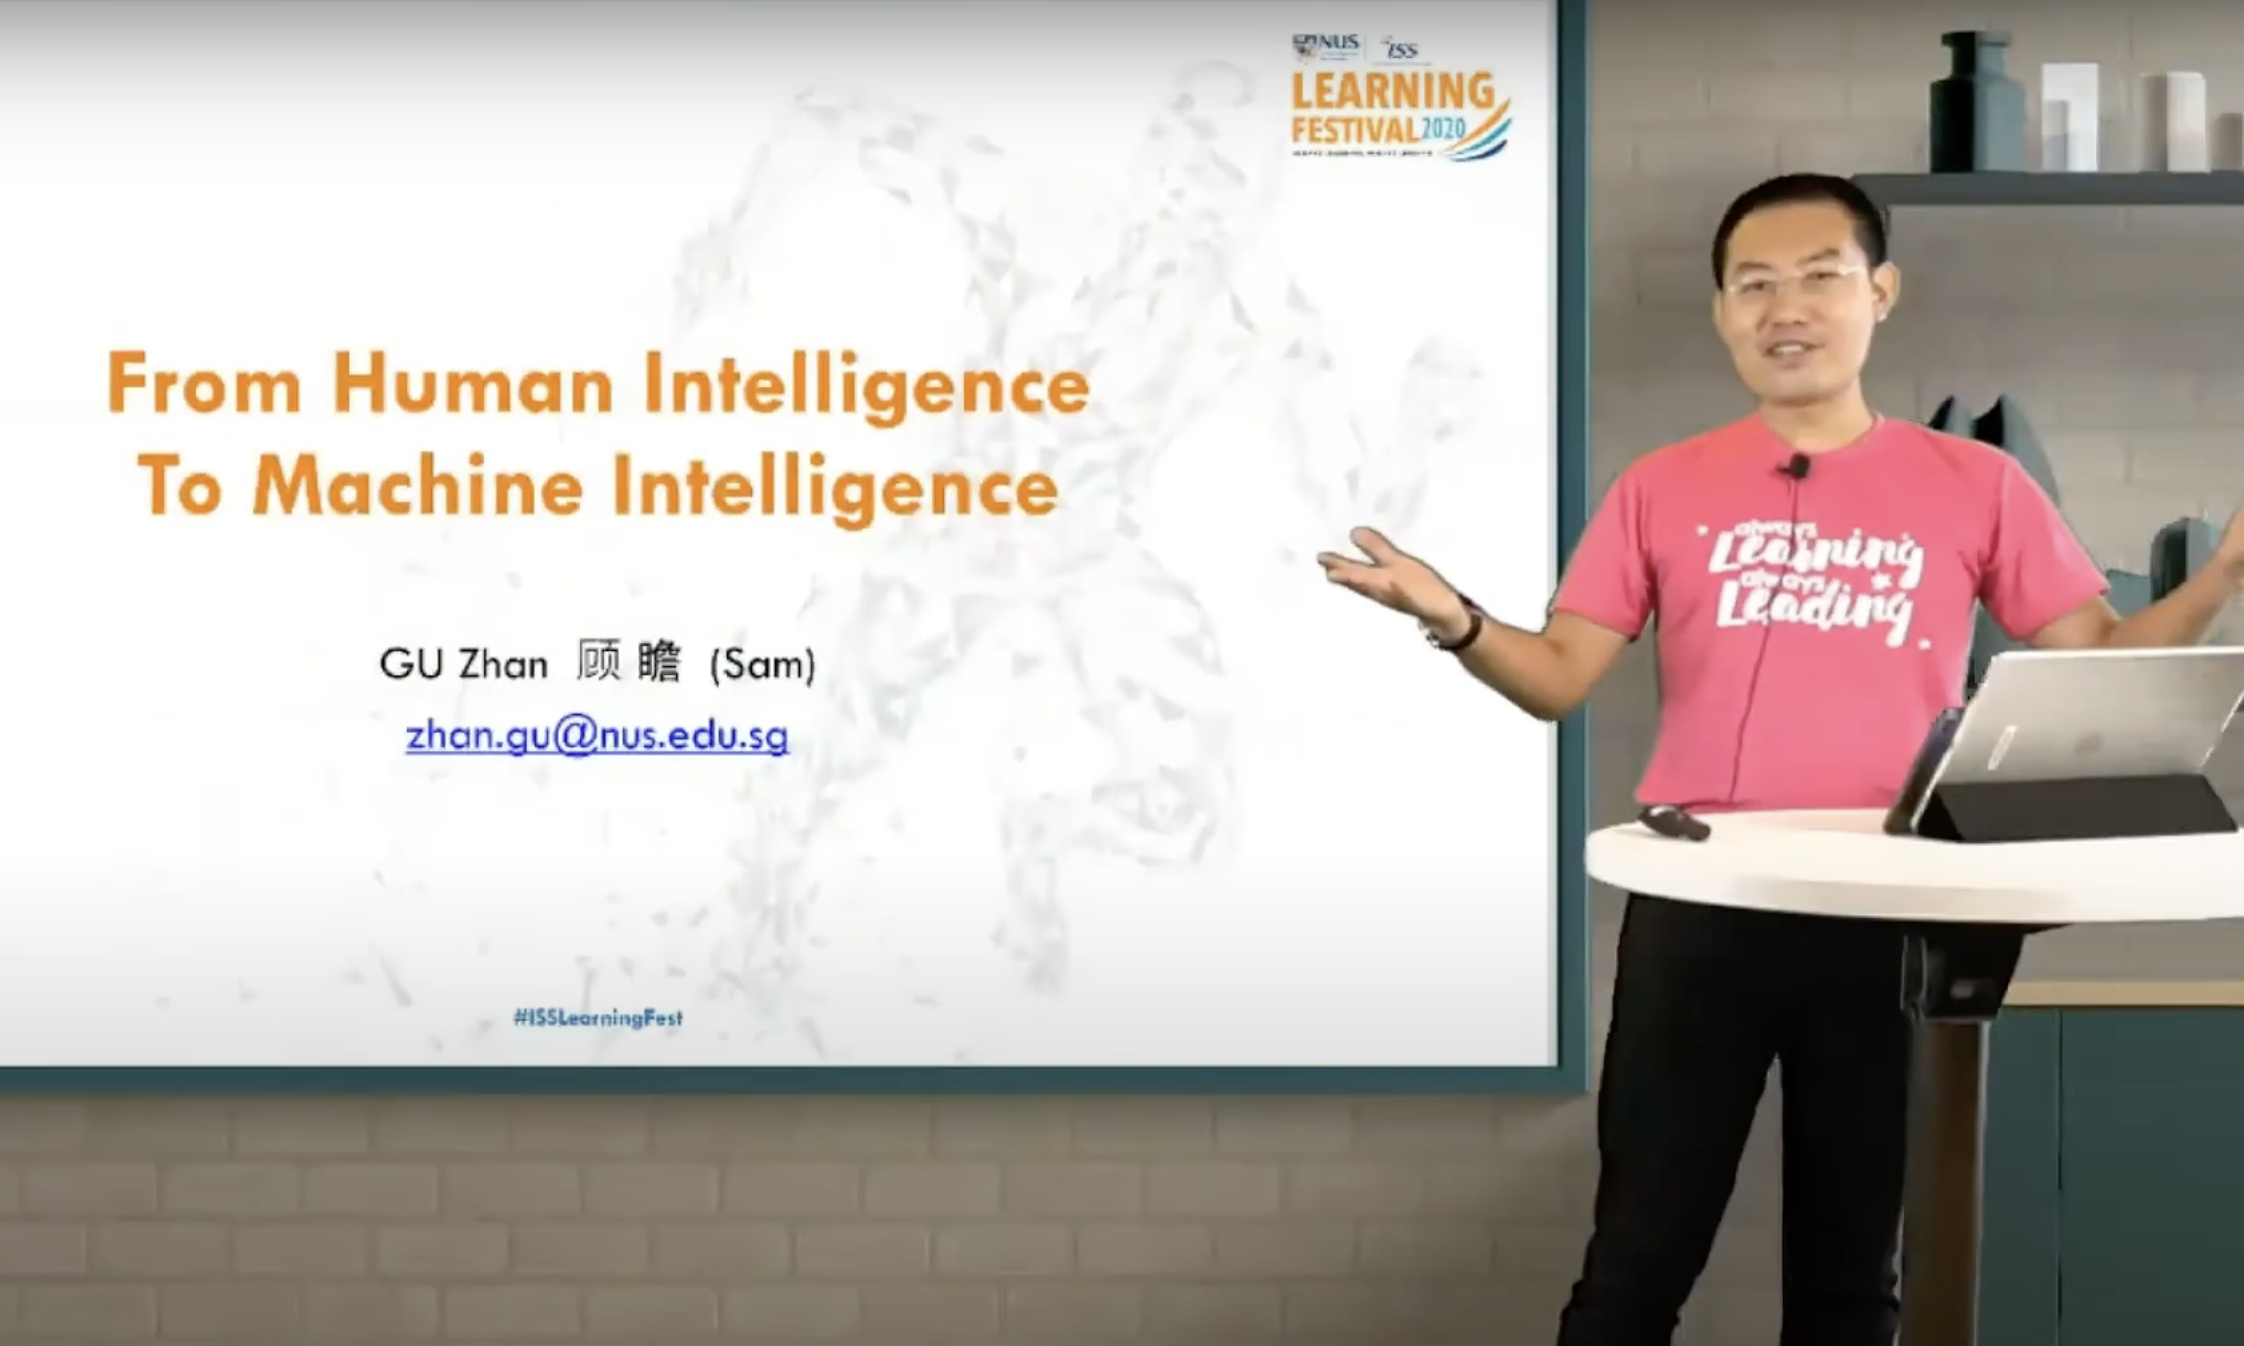 NUS
ISS
LEARNING
FESTIVAL 2020
From Human Intelligence
To Machine Intelligence
GU Zhan 顾 瞻 (Sam)
zhan.gu@nus.edu.sg
#ISSLearningFest
always
Learning
always
Leading